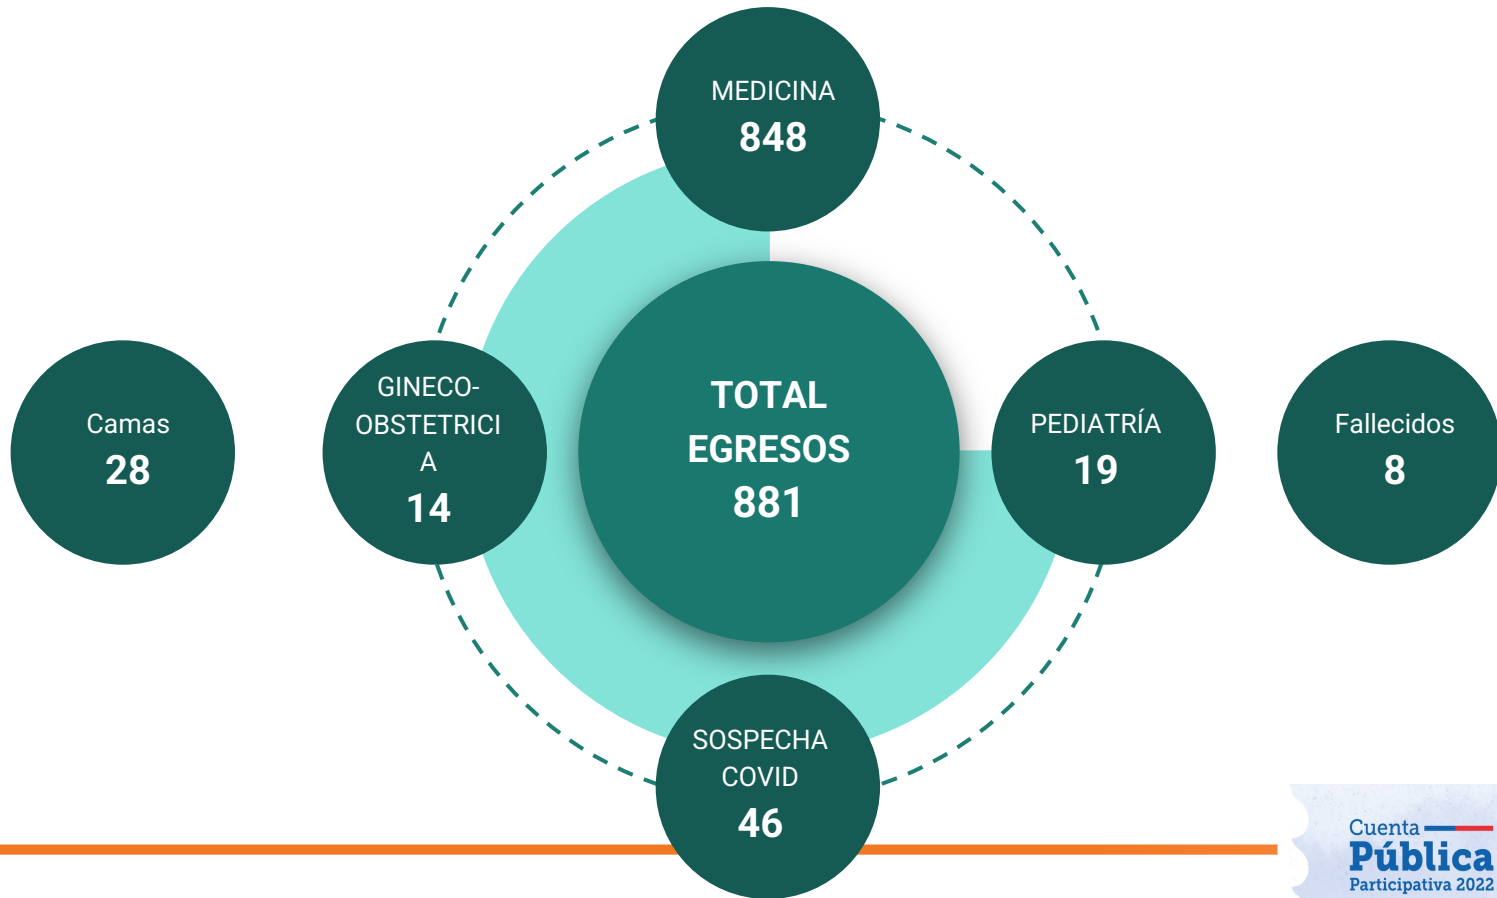 MEDICINA
848
Camas
28
GINECO-
OBSTETRICI
A
14
TOTAL
EGRESOS
881
PEDIATRÍA
19
Fallecidos
8
SOSPECHA
COVID
46
Cuenta
Pública
Participativa 2022